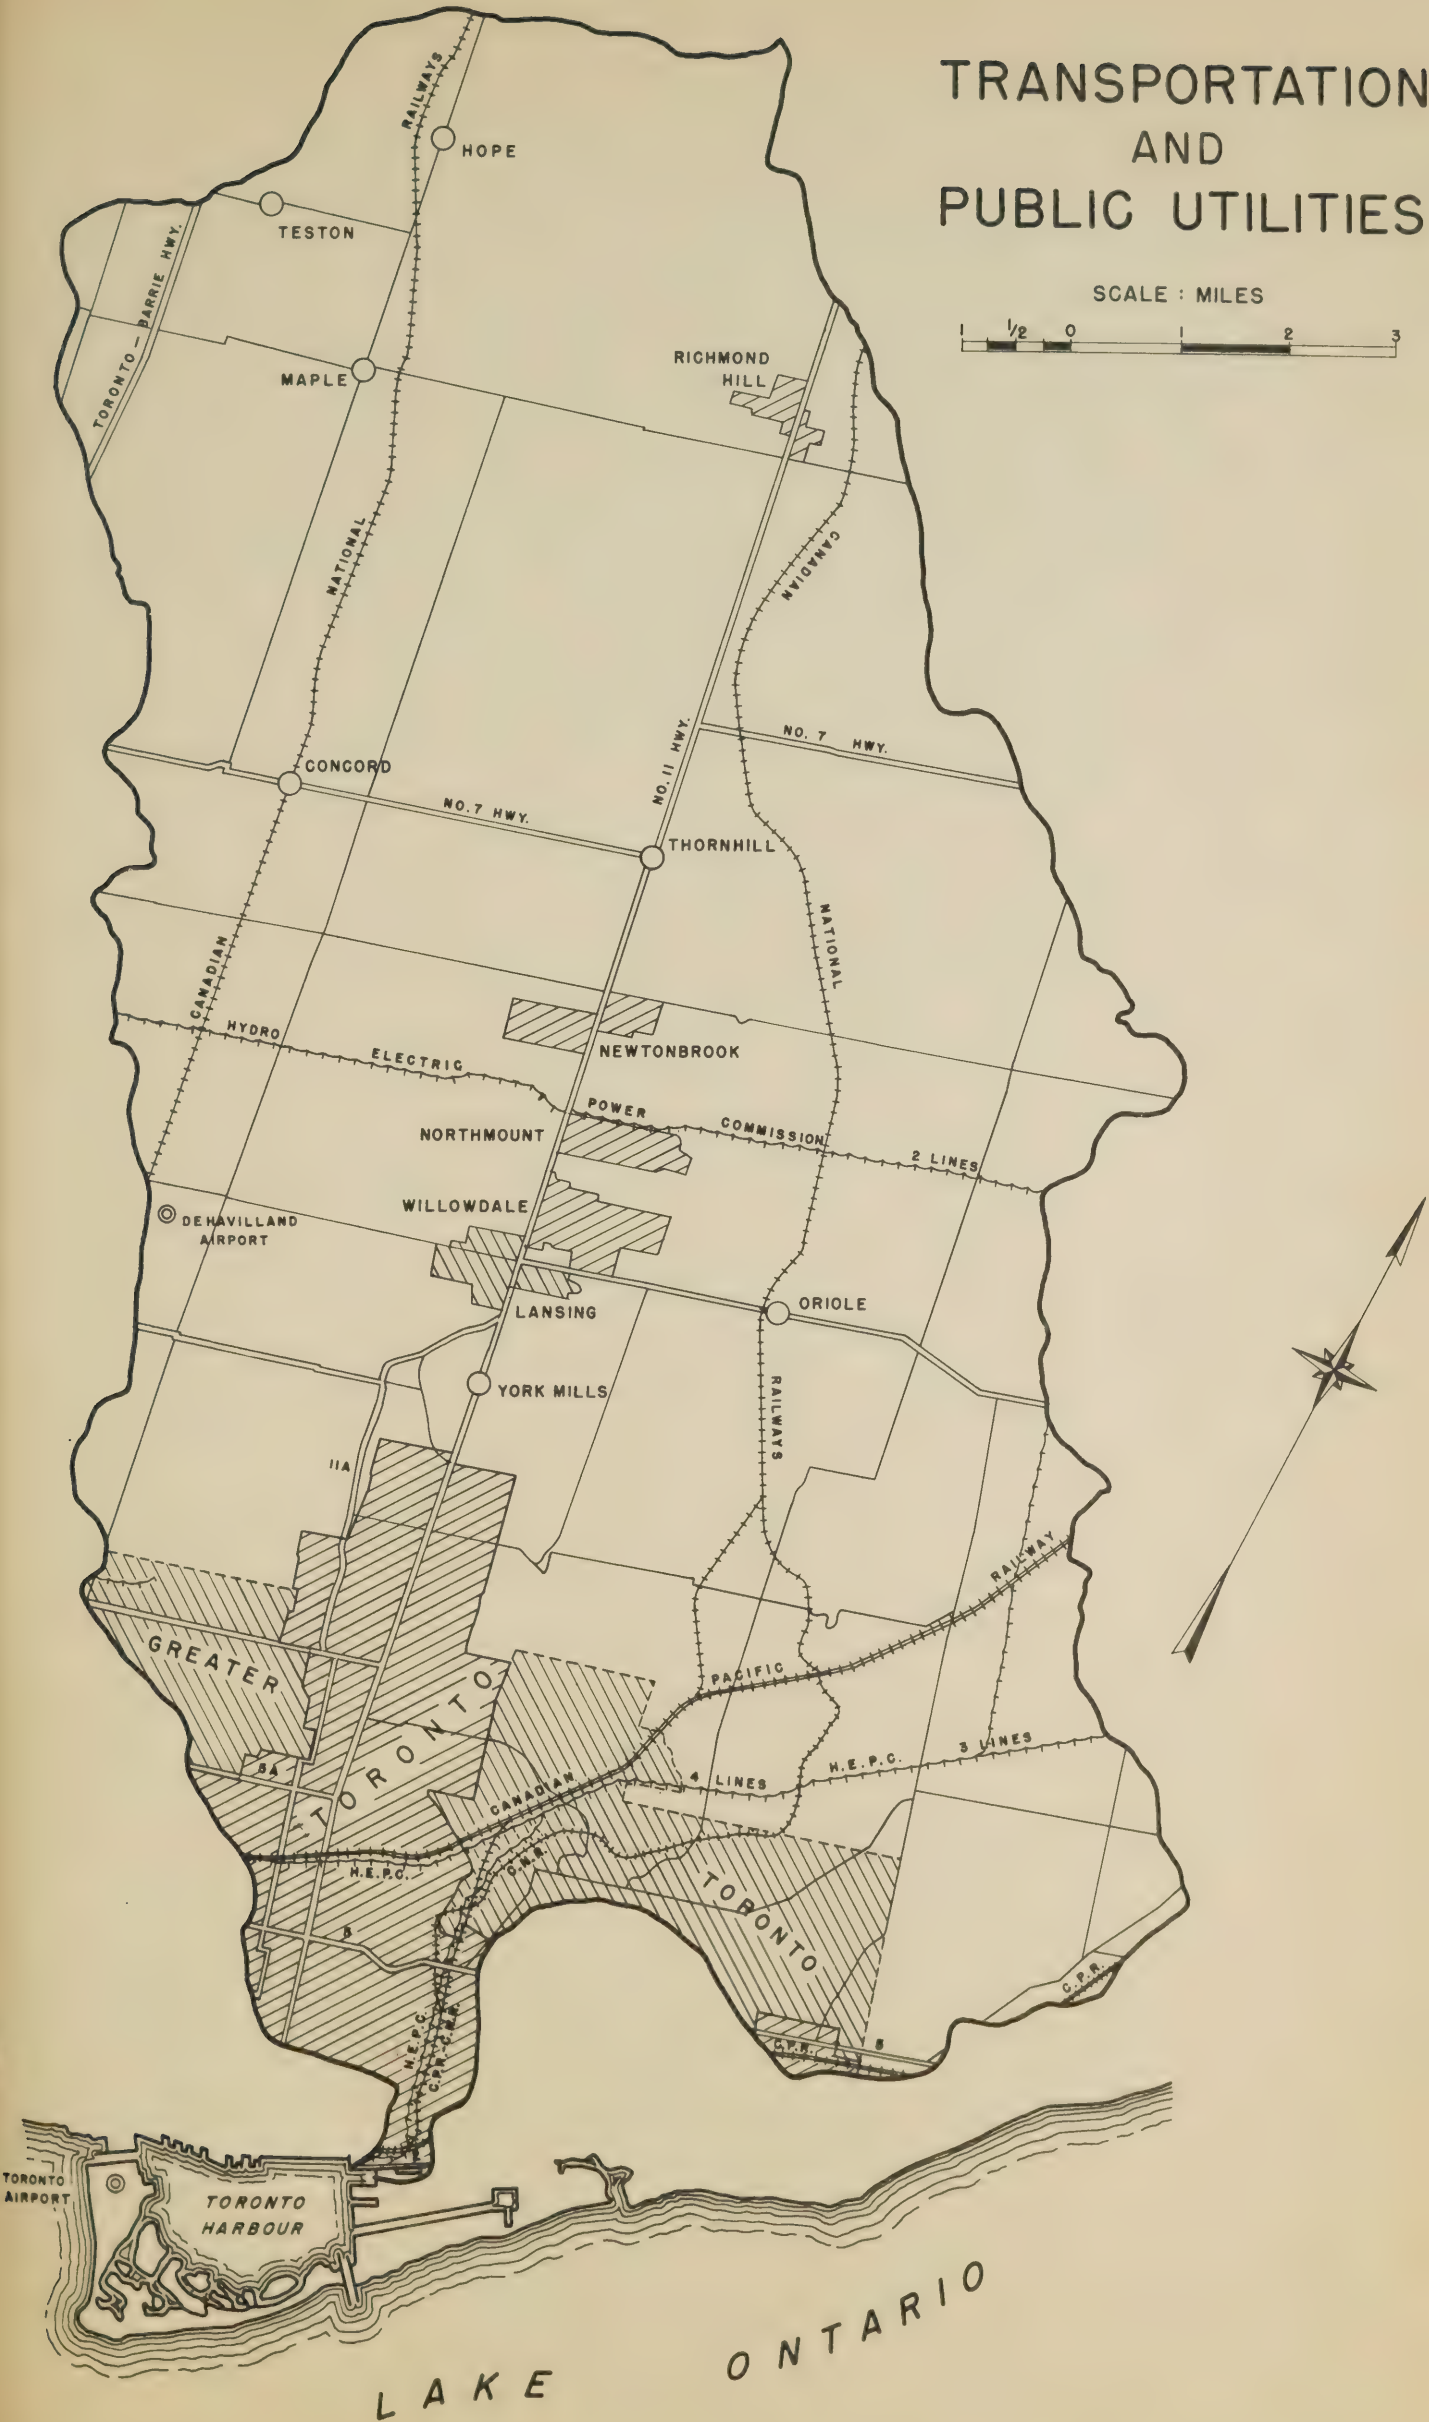 TRANSPORTATION
AND
PUBLIC UTILITIES
SCALE : MILES
1 1/2 0 1 2 3
RAILWAYS
HOPE
TESTON
TORONTO – BARRIE HWY.
MAPLE
RICHMOND
HILL
NATIONAL
CANADIAN
NO. 11 HWY.
NO. 7 HWY.
CONCORD
NO. 7 HWY.
THORNHILL
NATIONAL
CANADIAN
HYDRO
ELECTRIC
NEWTONBROOK
POWER
COMMISSION
2 LINES
NORTHMOUNT
WILLOWDALE
DEHAVILLAND
AIRPORT
LANSING
ORIOLE
YORK MILLS
RAILWAYS
11A
RAILWAY
GREATER
TORONTO
PACIFIC
CANADIAN
4 LINES
H.E.P.C.
3 LINES
5A
H.E.P.C.
C.N.R.
TORONTO
5
C.P.R.
H.E.P.C.
C.P.R.-C.N.R.
C.P.R.
5
TORONTO
AIRPORT
TORONTO
HARBOUR
LAKE ONTARIO